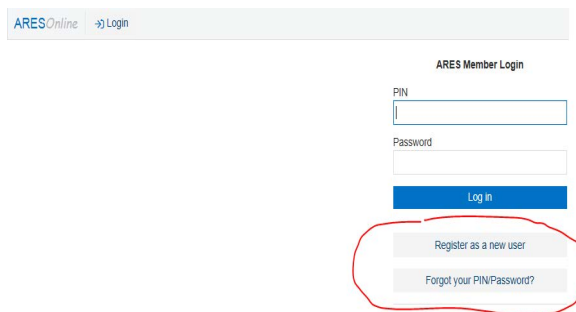 ARESOnline Login
ARES Member Login
PIN
Password
Log in
Register as a new user
Forgot your PIN/Password?